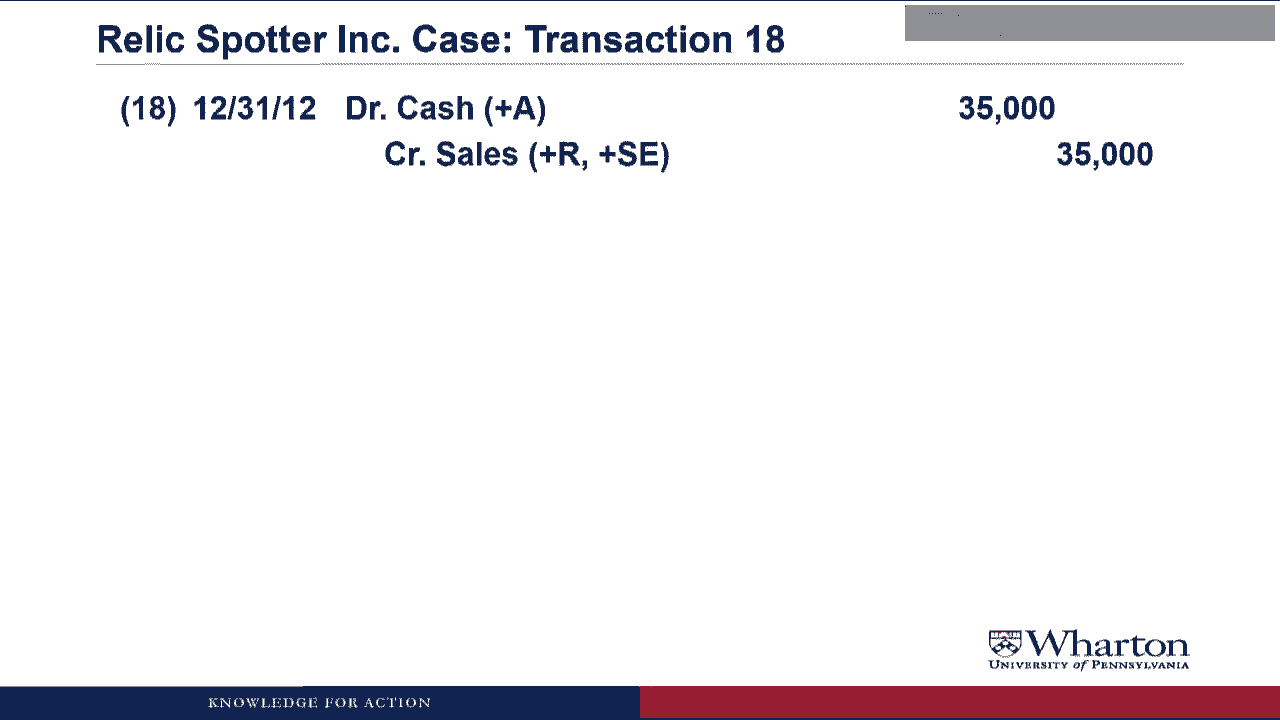 Relic Spotter Inc. Case: Transaction 18
(18) 12/31/12 Dr. Cash (+A) 35,000
Cr. Sales (+R, +SE) 35,000
Wharton
UNIVERSITY of PENNSYLVANIA
KNOWLEDGE FOR ACTION